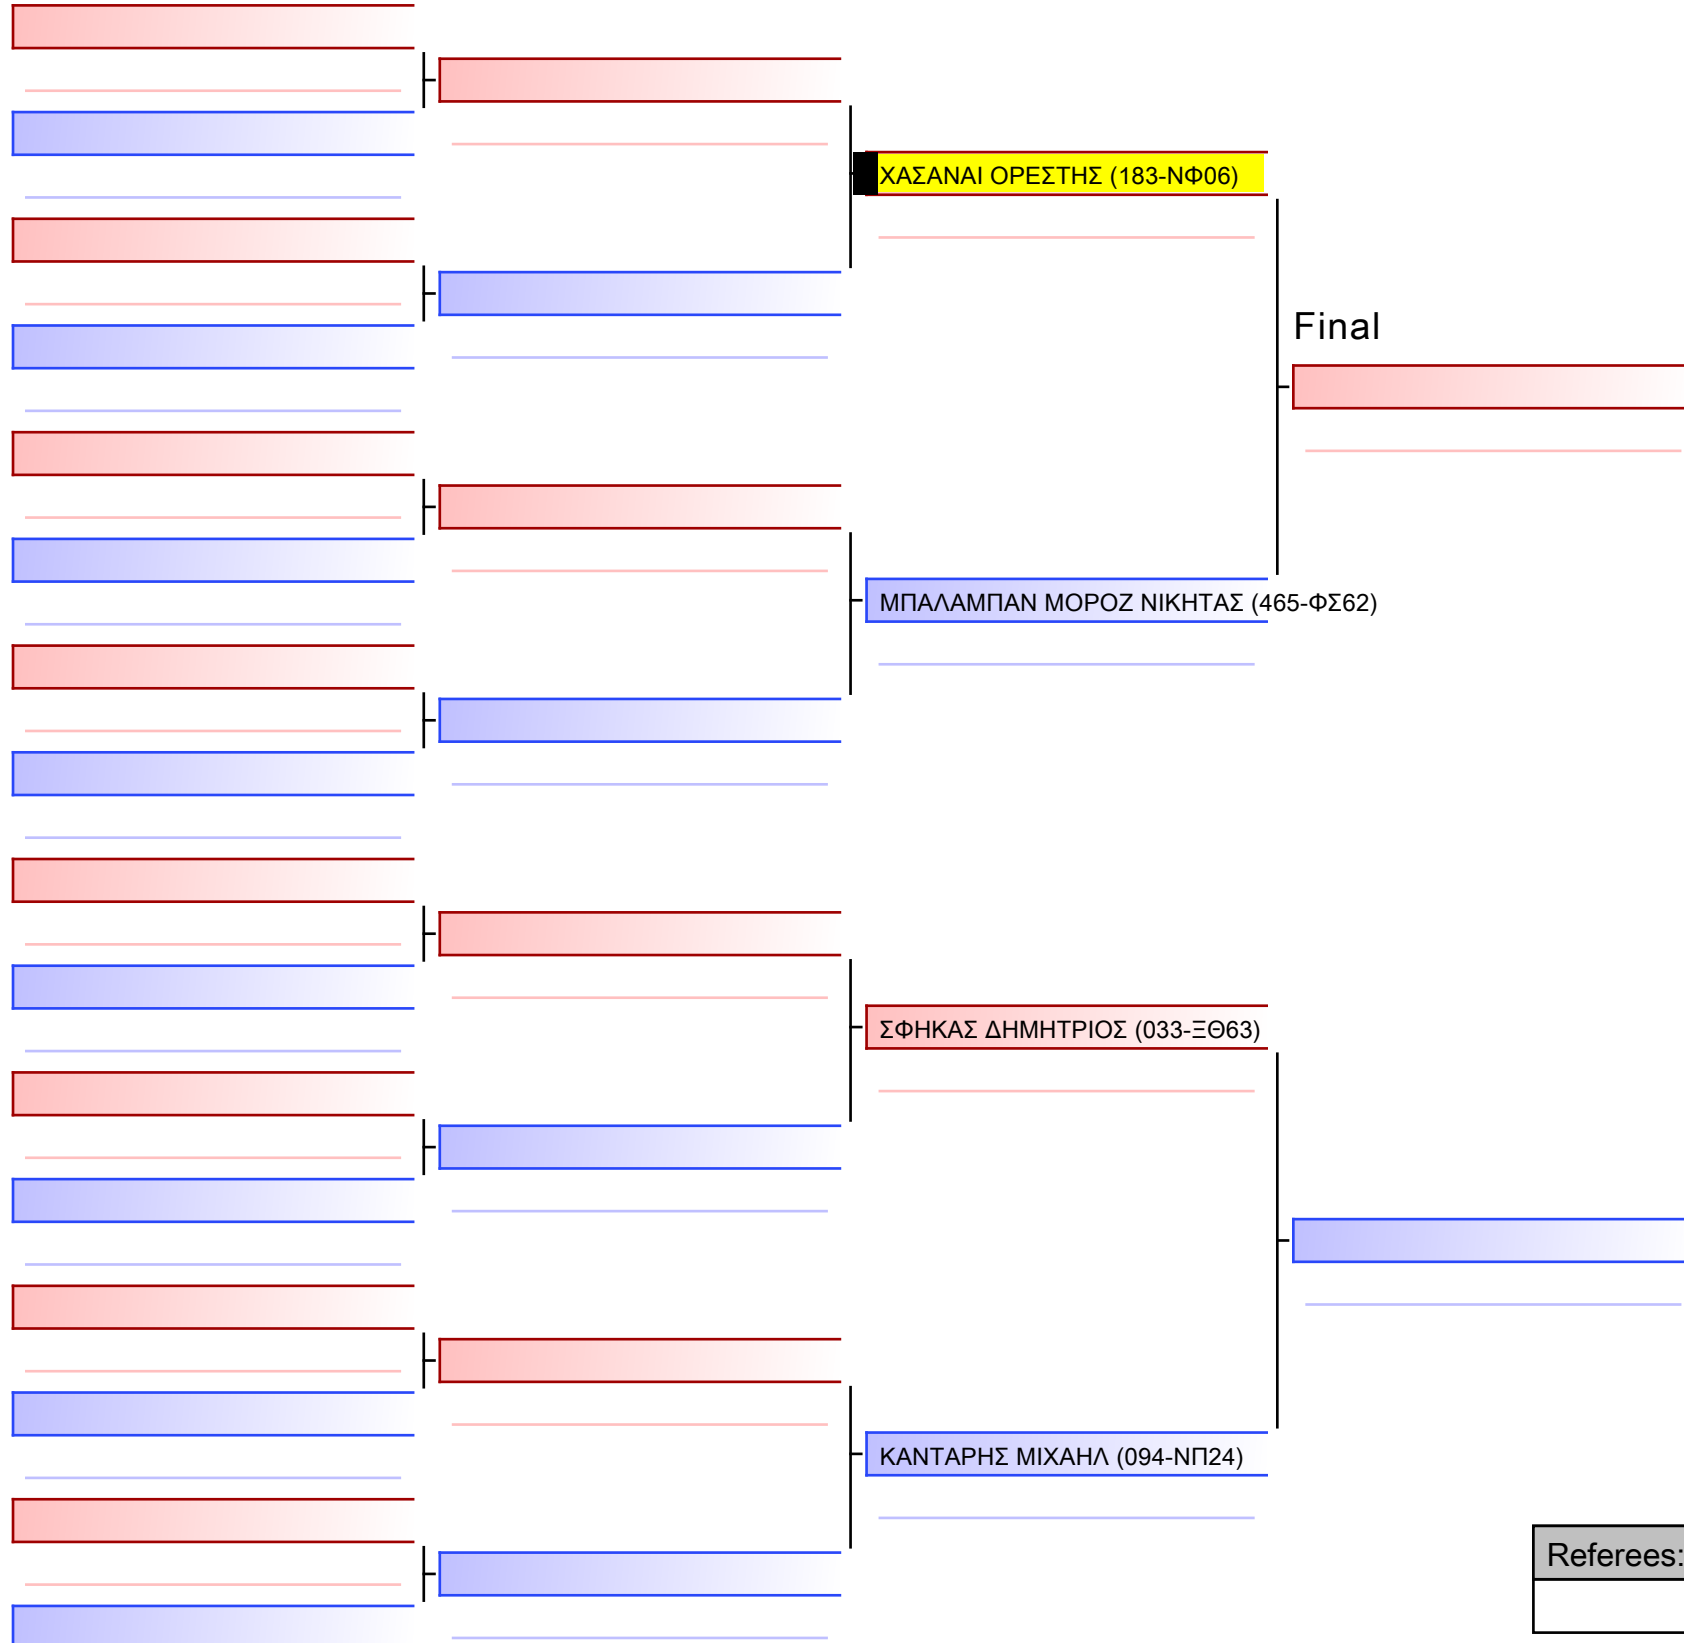 ΧΑΣΑΝΑΙ ΟΡΕΣΤΗΣ (183-ΝΦ06)
Final
ΜΠΑΛΑΜΠΑΝ ΜΟΡΟΖ ΝΙΚΗΤΑΣ (465-ΦΣ62)
ΣΦΗΚΑΣ ΔΗΜΗΤΡΙΟΣ (033-ΞΘ63)
ΚΑΝΤΑΡΗΣ ΜΙΧΑΗΛ (094-ΝΠ24)
Referees: